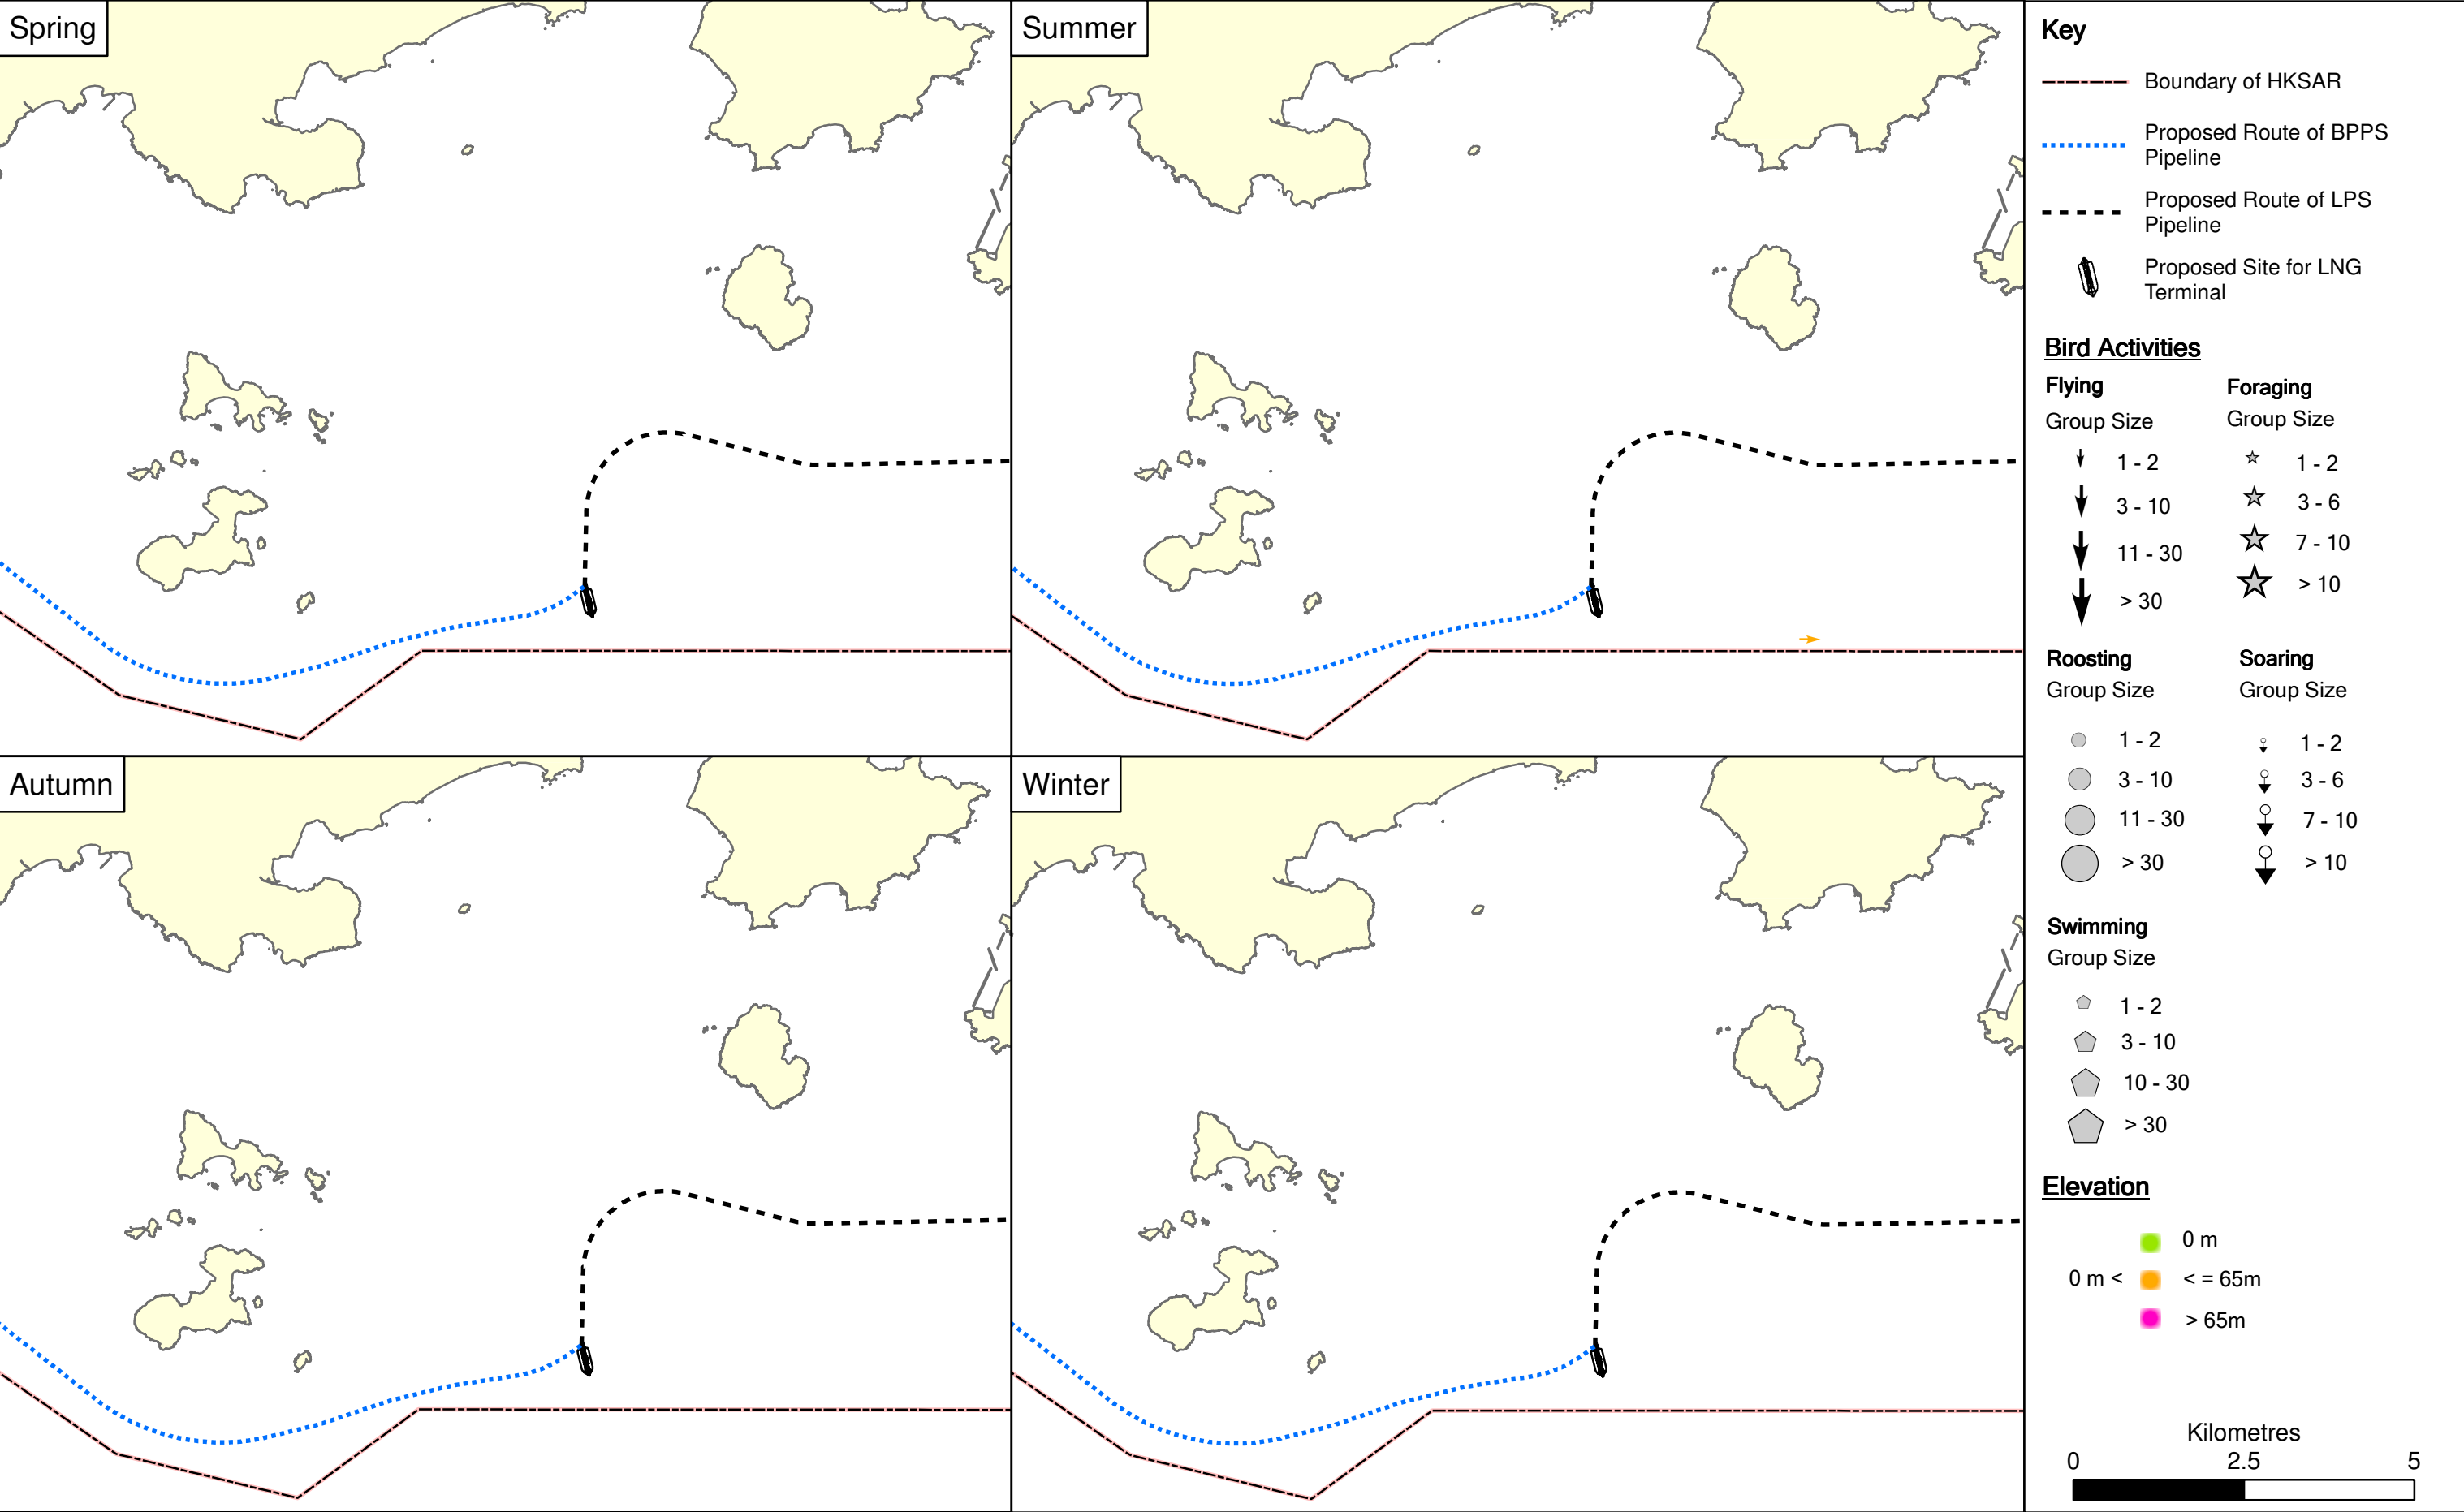 Spring
Summer
Autumn
Winter
Key
Boundary of HKSAR
Proposed Route of BPPS
Pipeline
Proposed Route of LPS
Pipeline
Proposed Site for LNG
Terminal
Bird Activities
Flying
Group Size
1 - 2
3 - 10
11 - 30
> 30
Foraging
Group Size
1 - 2
3 - 6
7 - 10
> 10
Roosting
Group Size
1 - 2
3 - 10
11 - 30
> 30
Soaring
Group Size
1 - 2
3 - 6
7 - 10
> 10
Swimming
Group Size
1 - 2
3 - 10
10 - 30
> 30
Elevation
0 m
0 m < < = 65m
> 65m
Kilometres
0 2.5 5